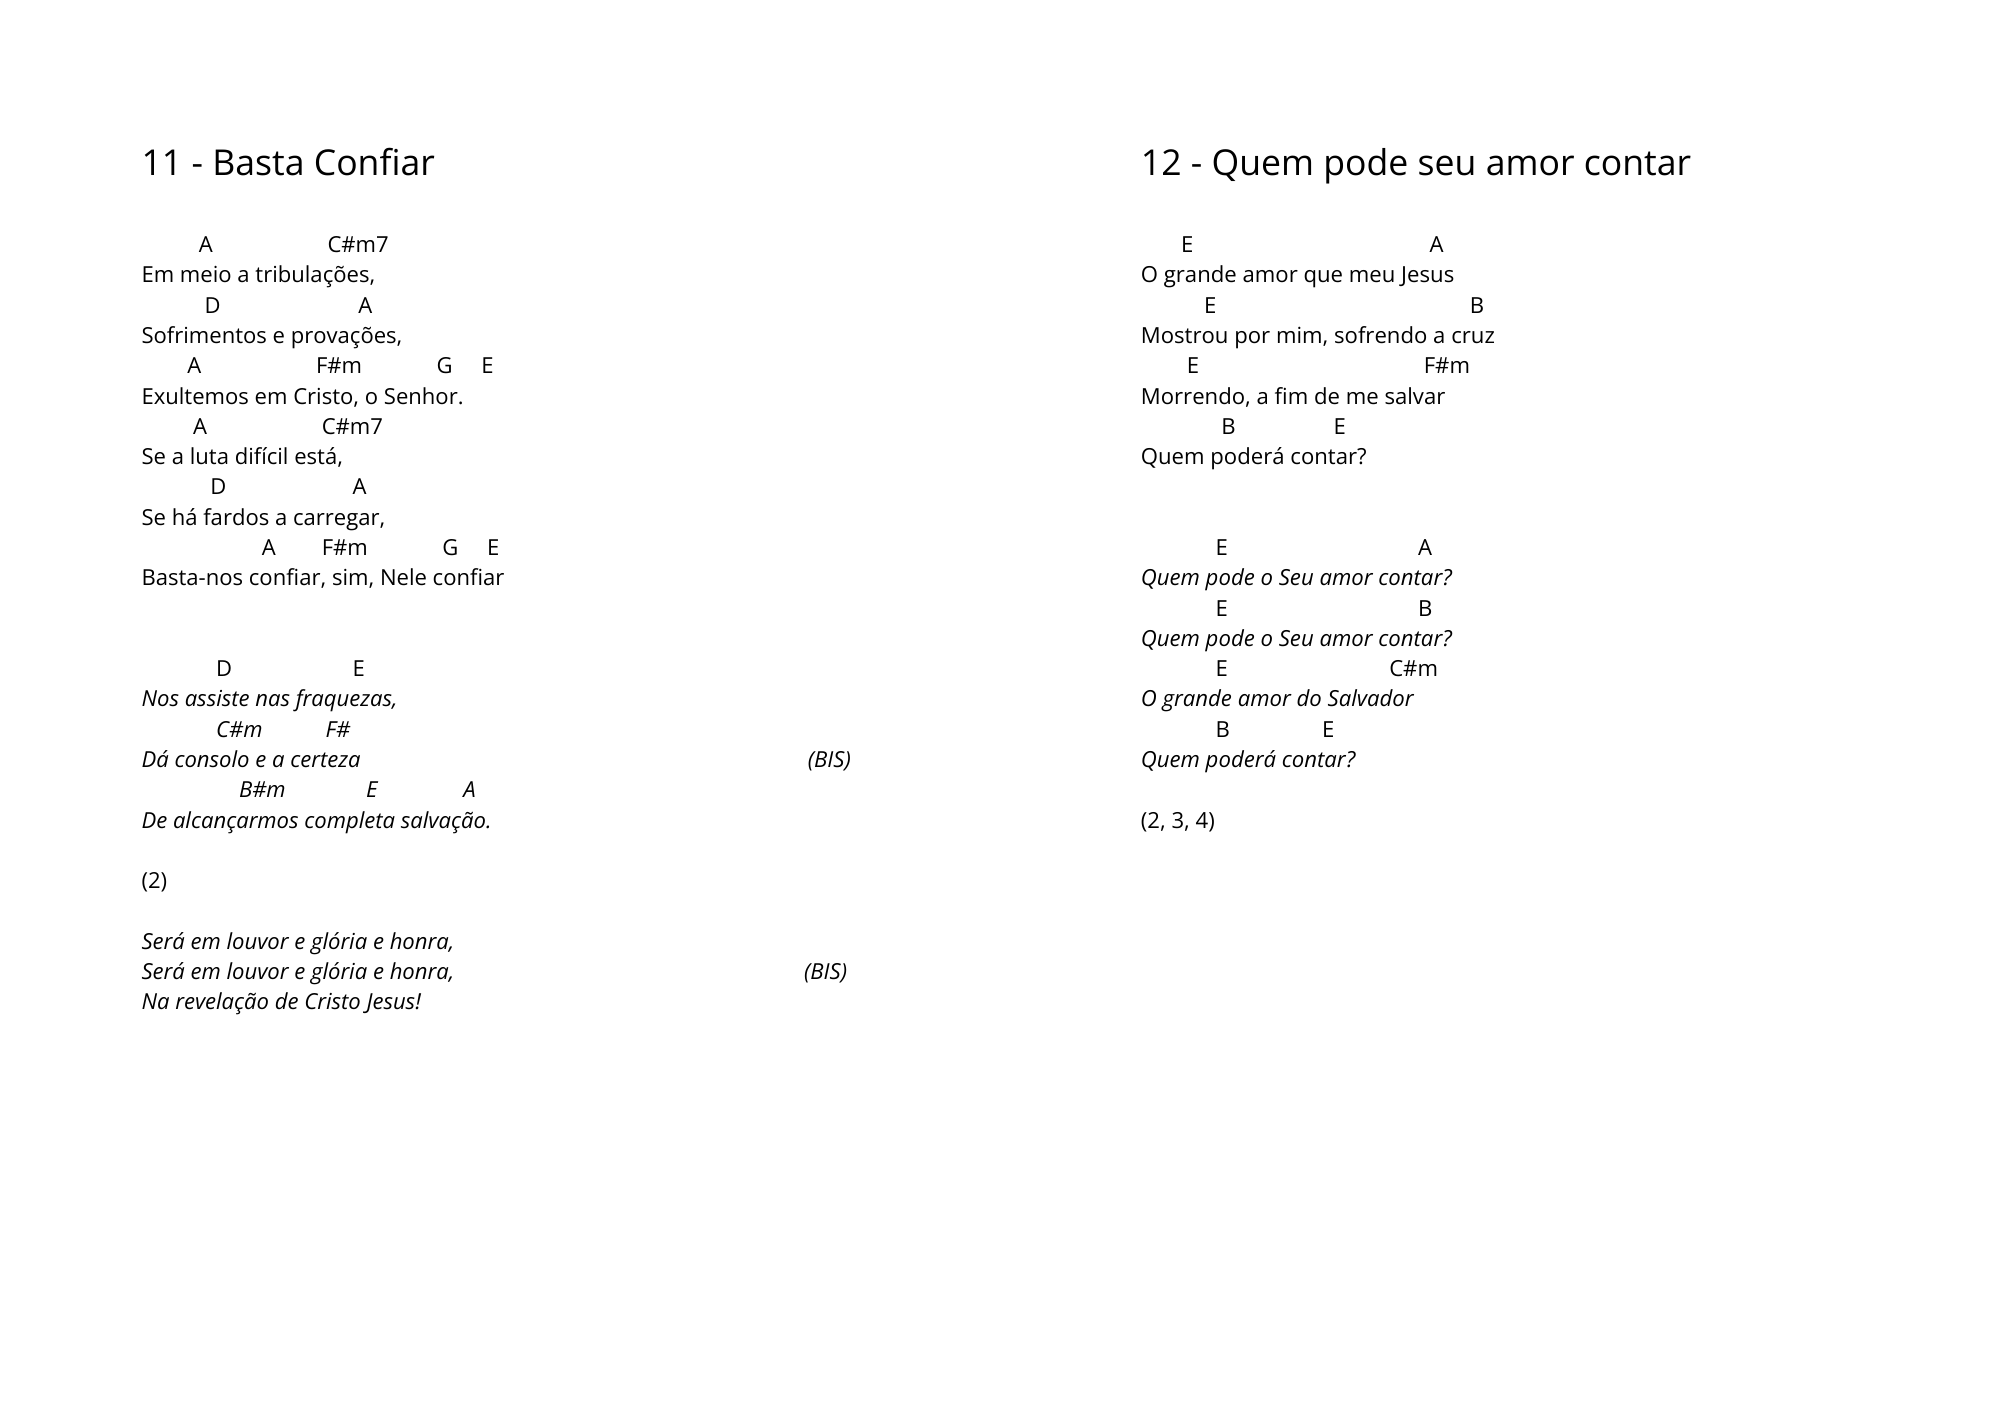 11 - Basta Confiar
A C#m7
Em meio a tribulações,
D A
Sofrimentos e provações,
A F#m G E
Exultemos em Cristo, o Senhor.
A C#m7
Se a luta difícil está,
D A
Se há fardos a carregar,
A F#m G E
Basta-nos confiar, sim, Nele confiar
D E
Nos assiste nas fraquezas,
C#m F#
Dá consolo e a certeza (BIS)
B#m E A
De alcançarmos completa salvação.
(2)
Será em louvor e glória e honra,
Será em louvor e glória e honra, (BIS)
Na revelação de Cristo Jesus!
12 - Quem pode seu amor contar
E A
O grande amor que meu Jesus
E B
Mostrou por mim, sofrendo a cruz
E F#m
Morrendo, a fim de me salvar
B E
Quem poderá contar?
E A
Quem pode o Seu amor contar?
E B
Quem pode o Seu amor contar?
E C#m
O grande amor do Salvador
B E
Quem poderá contar?
(2, 3, 4)